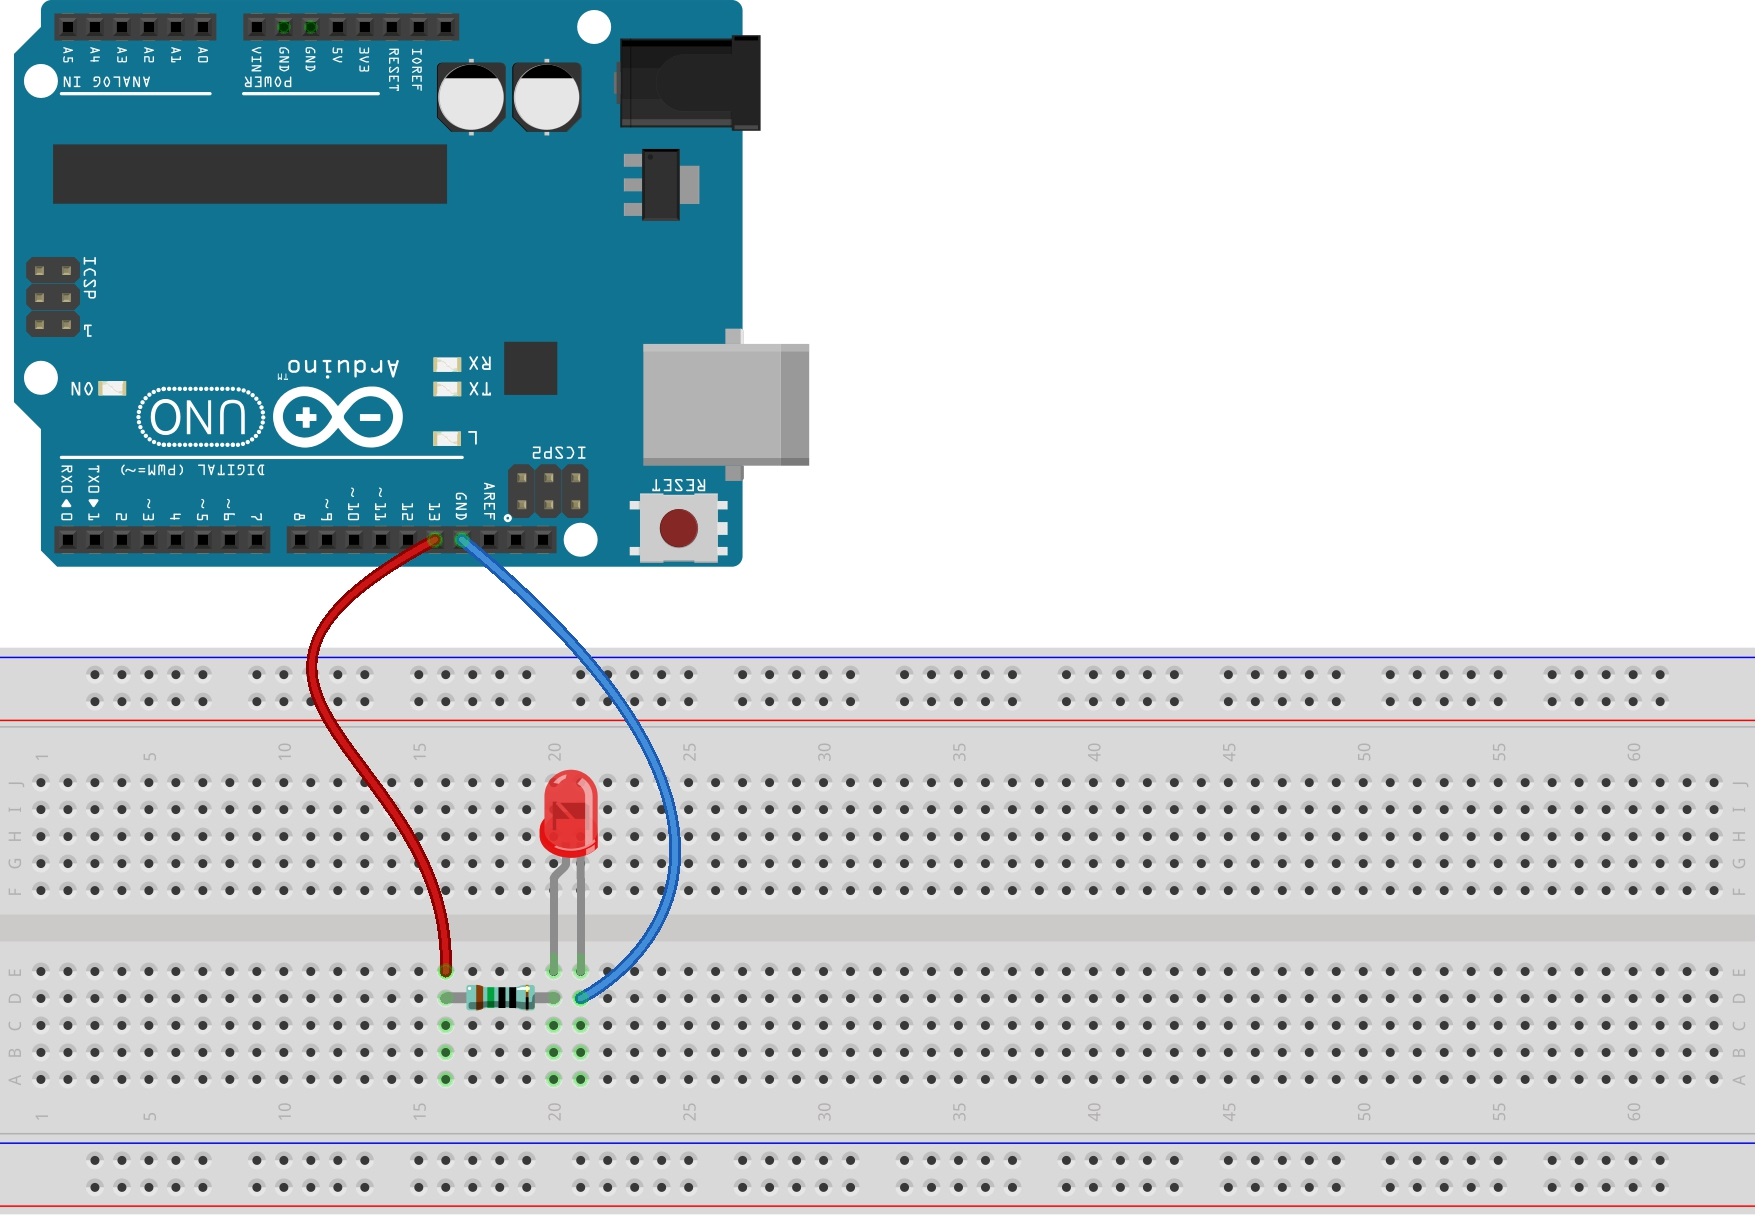 A5 A4 A3 A2 A1 A0
ANALOG IN
VIN GND GND 5V 3V3 RESET IOREF
POWER
ICSP
1
Arduino™
RX
TX
ON
UNO
L
ICSP2
RESET
DIGITAL (PWM=~)
RX0◄0 TX0►1 2 ~3 4 ~5 ~6 7 8 ~9 ~10 ~11 12 13 GND AREF
1 5 10 15 20 25 30 35 40 45 50 55 60
J J
I I
H H
G G
F F
E E
D D
C C
B B
A A
1 5 10 15 20 25 30 35 40 45 50 55 60